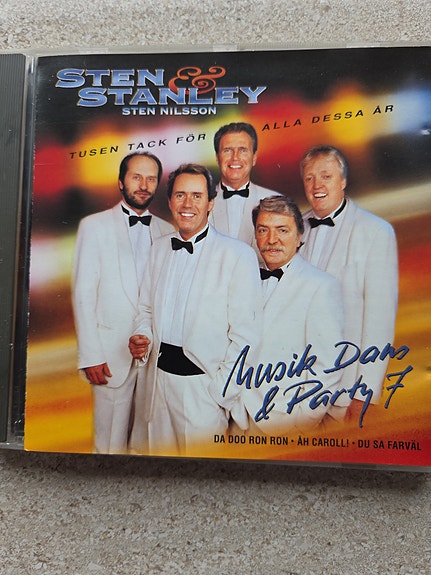 STEN &
STANLEY
STEN NILSSON
TUSEN TACK FÖR ALLA DESSA ÅR
Musik Dans
& Party 7
DA DOO RON RON • ÅH CAROLL! • DU SA FARVÄL